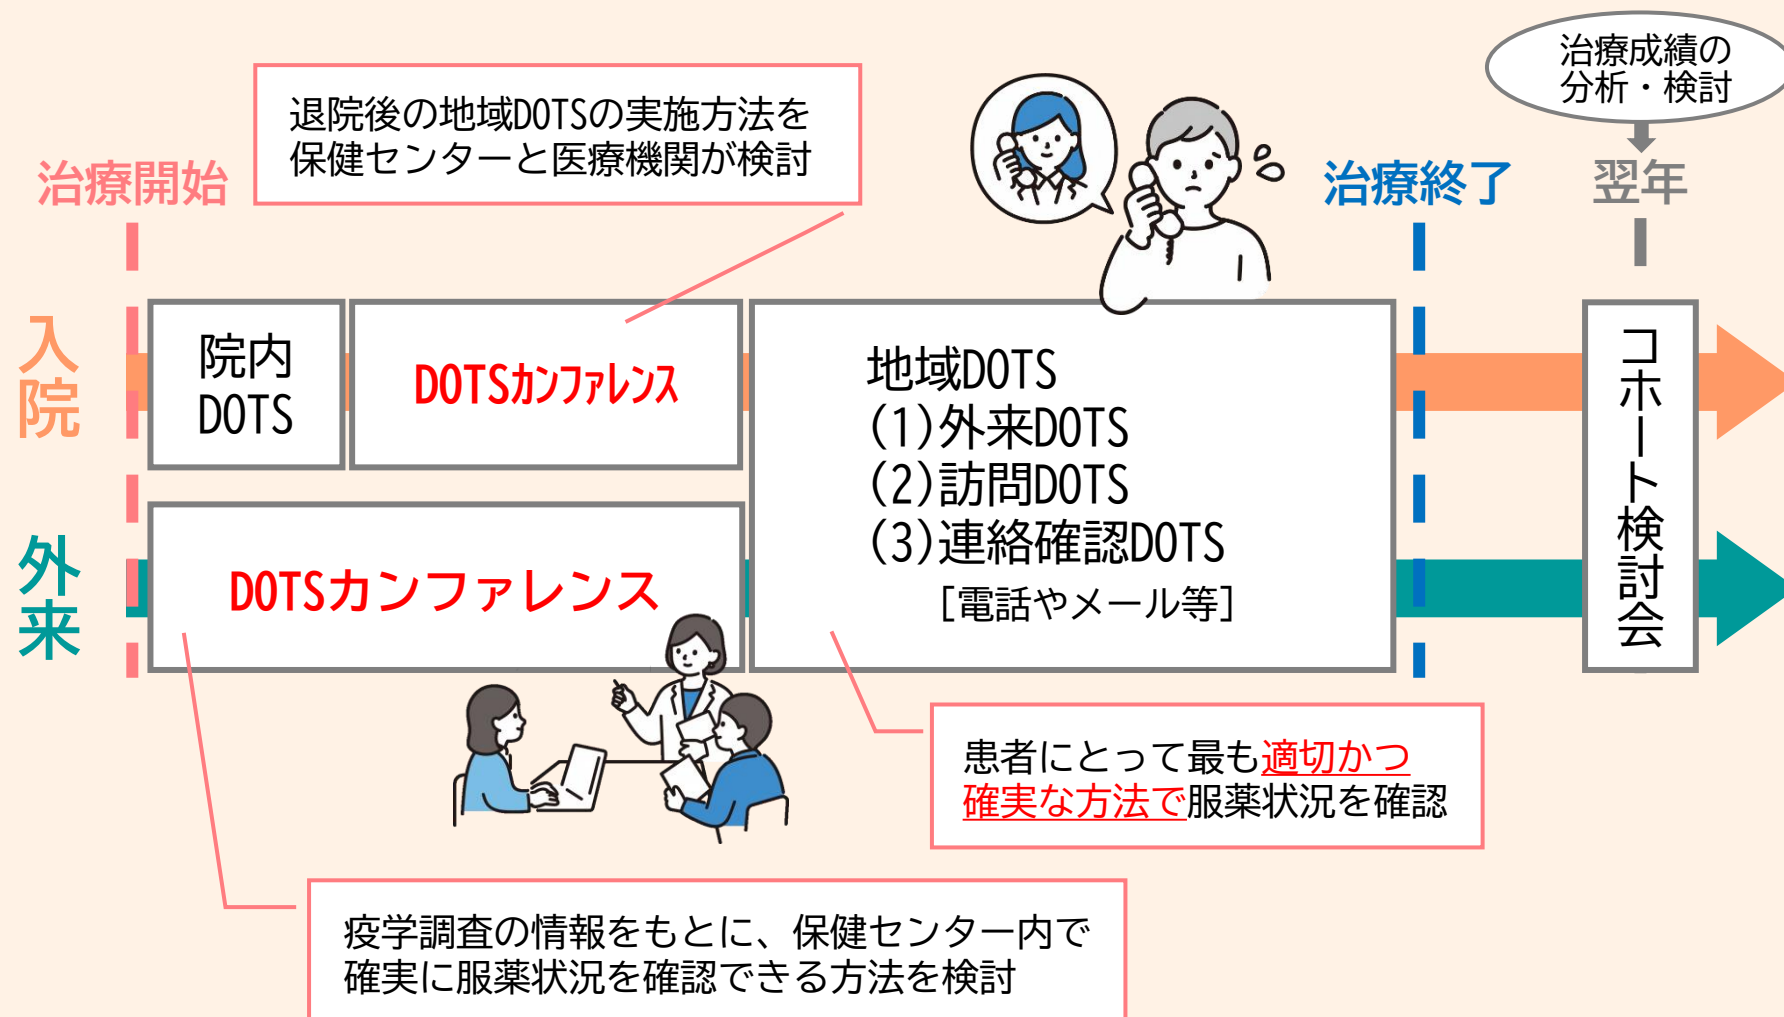 治療成績の
分析・検討
退院後の地域DOTSの実施方法を
保健センターと医療機関が検討
治療開始
治療終了
翌年
入院
院内
DOTS
DOTSカンファレンス
地域DOTS
(1)外来DOTS
(2)訪問DOTS
(3)連絡確認DOTS
[電話やメール等]
コホート検討会
外来
DOTSカンファレンス
患者にとって最も適切かつ
確実な方法で服薬状況を確認
疫学調査の情報をもとに、保健センター内で
確実に服薬状況を確認できる方法を検討